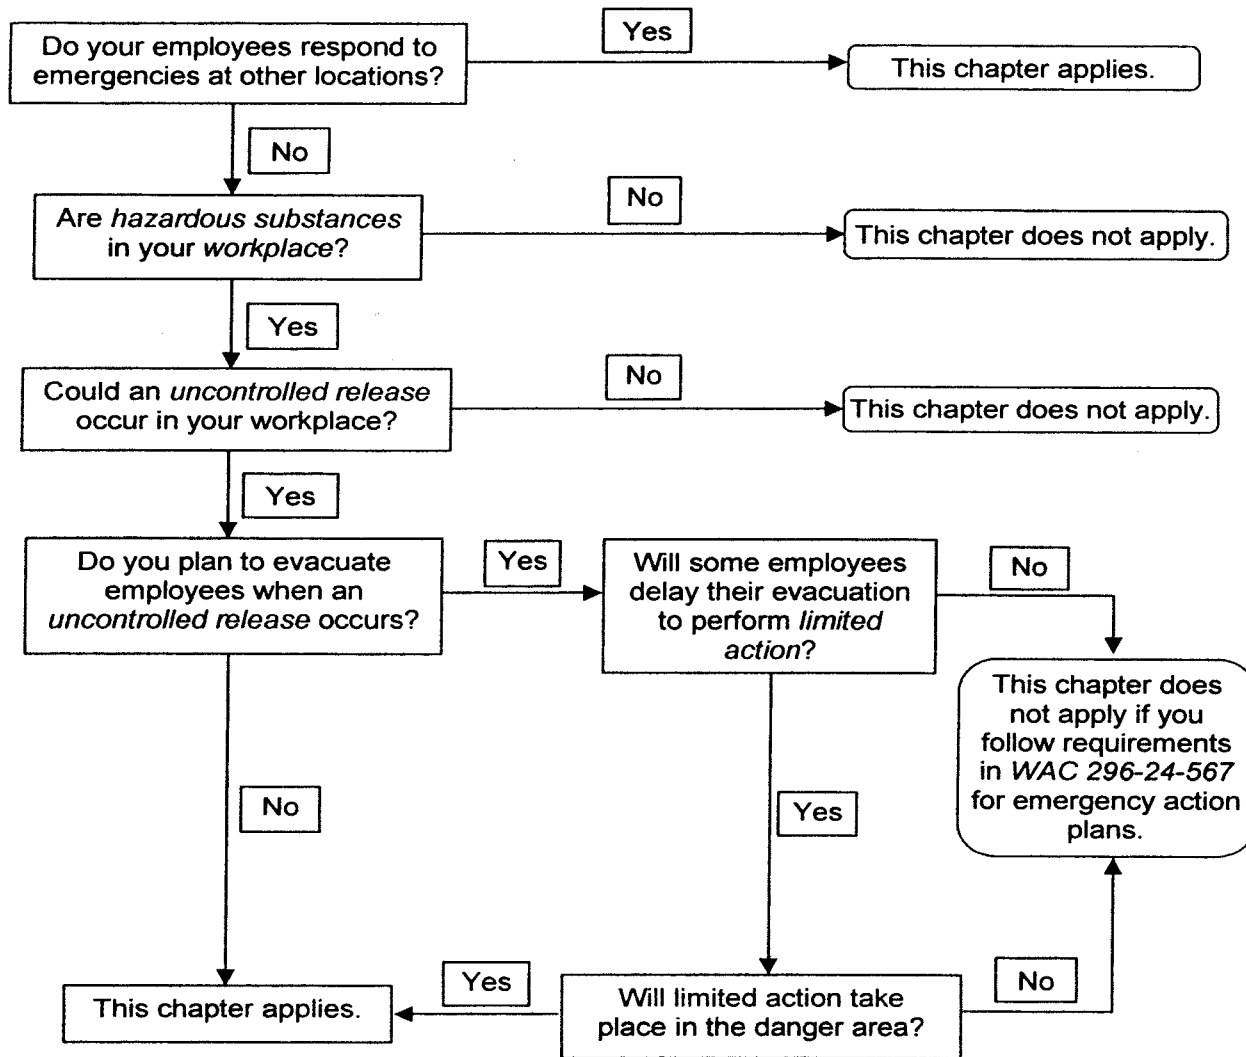 Do your employees respond to
emergencies at other locations?
Yes
This chapter applies.
No
Are hazardous substances
in your workplace?
No
This chapter does not apply.
Yes
Could an uncontrolled release
occur in your workplace?
No
This chapter does not apply.
Yes
Do you plan to evacuate
employees when an
uncontrolled release occurs?
Yes
Will some employees
delay their evacuation
to perform limited
action?
No
This chapter does
not apply if you
follow requirements
in WAC 296-24-567
for emergency action
plans.
No
Yes
This chapter applies.
Yes
Will limited action take
place in the danger area?
No